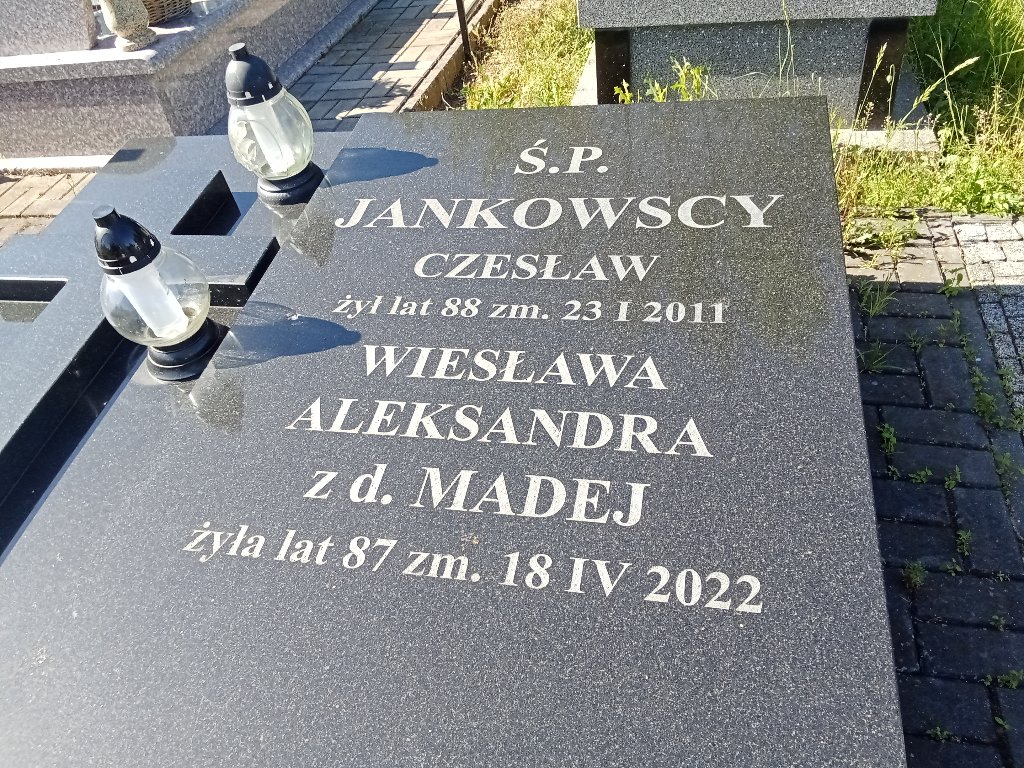 Ś.P.
JANKOWSCY
CZESŁAW
żył lat 88 zm. 23 I 2011
WIESŁAWA
ALEKSANDRA
z d. MADEJ
żyła lat 87 zm. 18 IV 2022